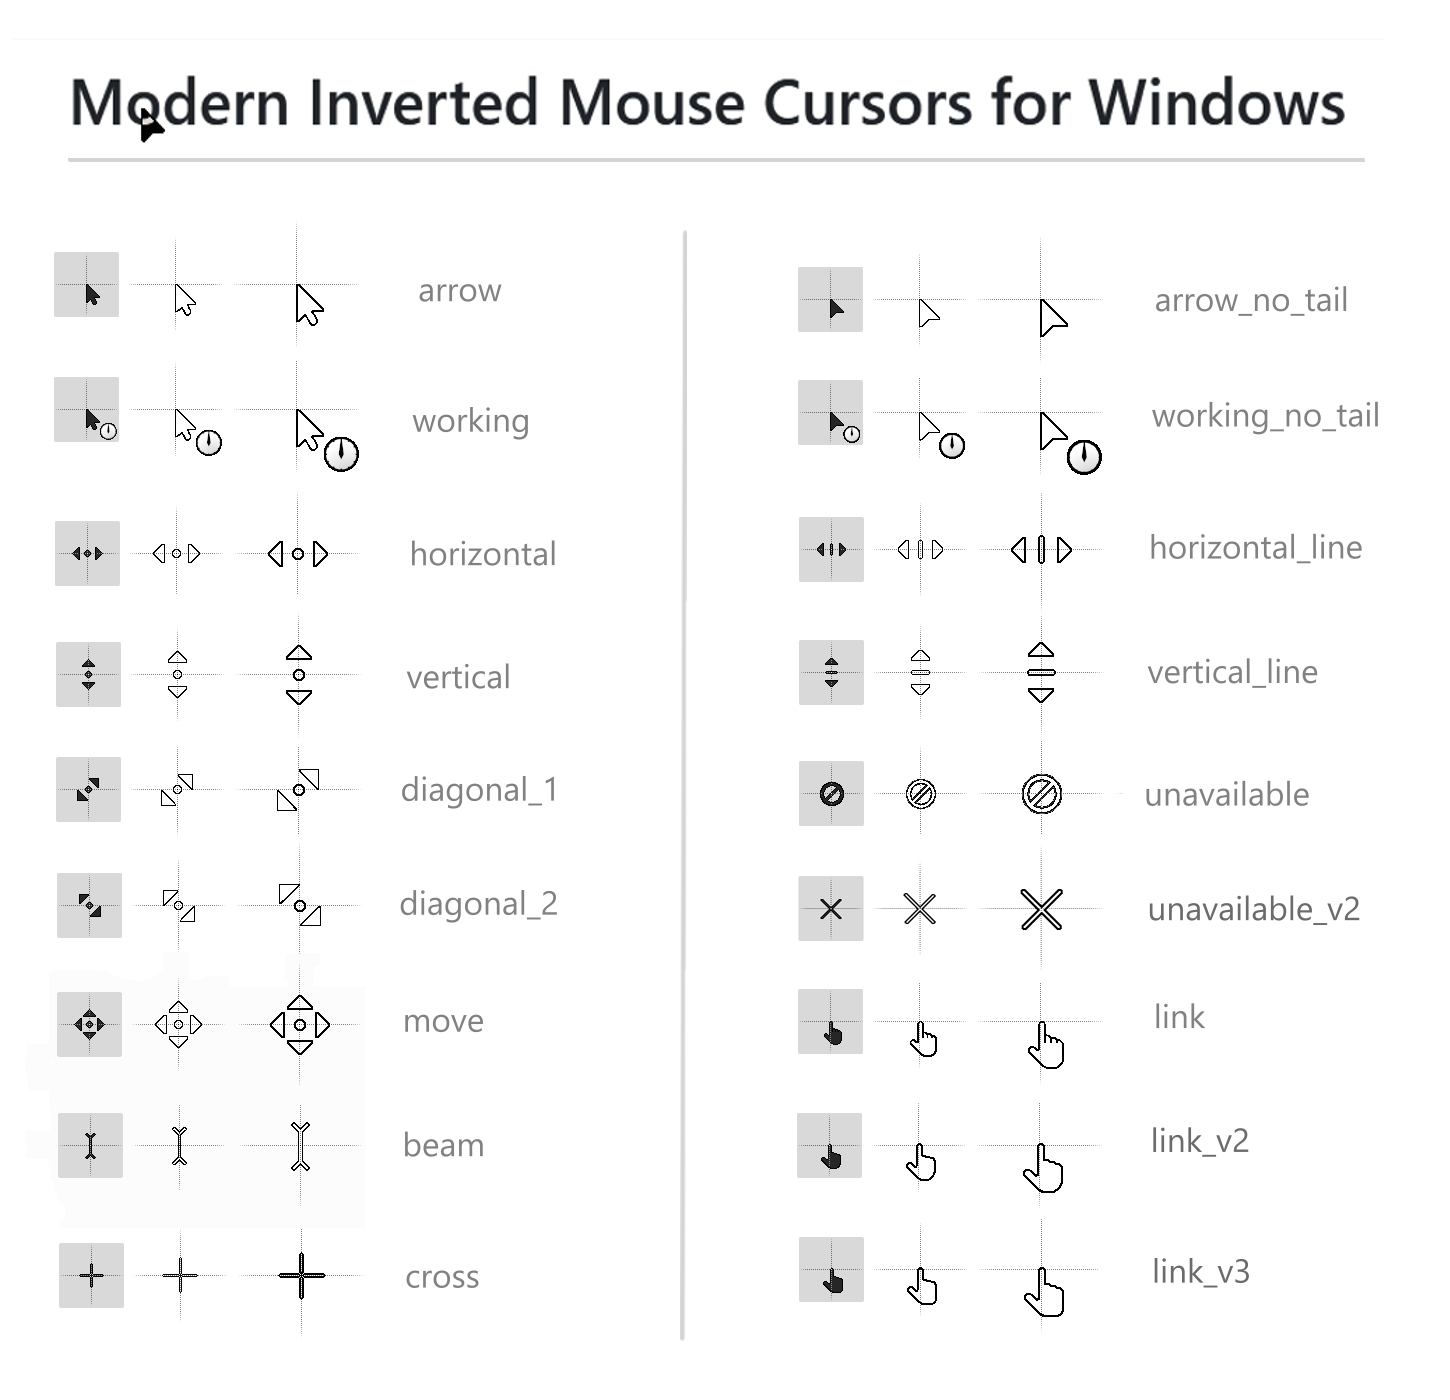 Modern Inverted Mouse Cursors for Windows
arrow
working
horizontal
vertical
diagonal_1
diagonal_2
move
beam
cross
arrow_no_tail
working_no_tail
horizontal_line
vertical_line
unavailable
unavailable_v2
link
link_v2
link_v3